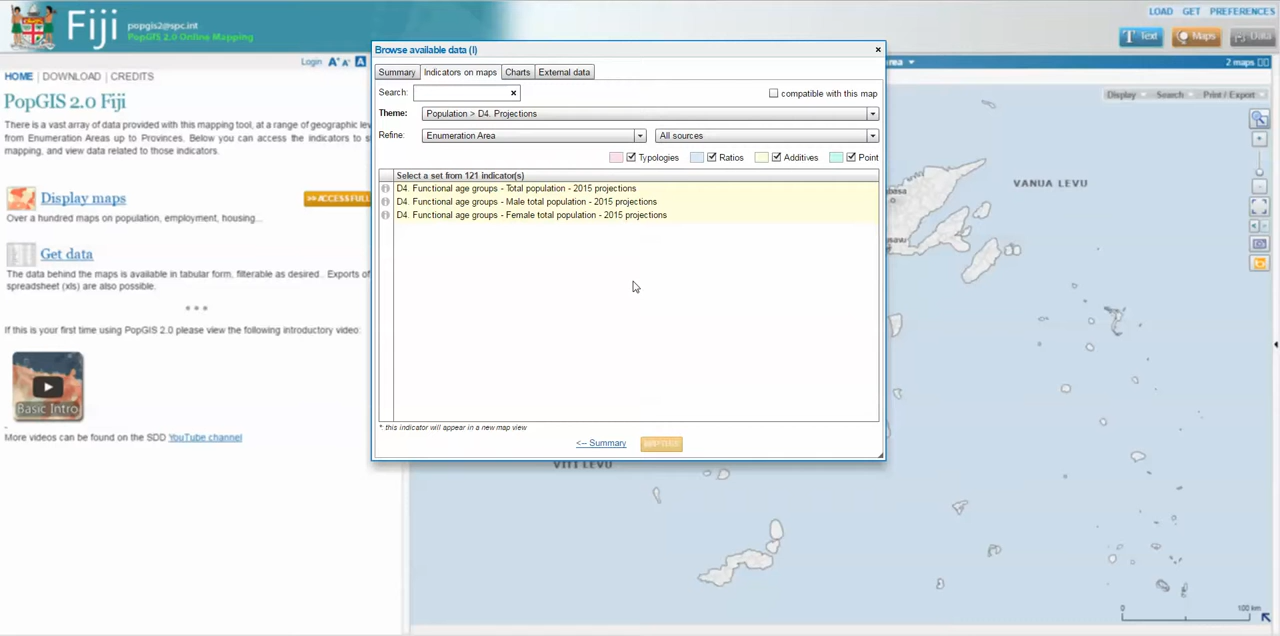 Fiji
popgis2@spc.int
PopGIS 2.0 Online Mapping
LOAD GET PREFERENCES
Text Maps Data
Login A+ A- A
HOME | DOWNLOAD | CREDITS
PopGIS 2.0 Fiji
There is a vast array of data provided with this mapping tool, at a range of geographic lev
from Enumeration Areas up to Provinces. Below you can access the indicators to s
mapping, and view data related to those indicators.
Display maps
>> ACCESS FULL
Over a hundred maps on population, employment, housing...
Get data
The data behind the maps is available in tabular form, filterable as desired . Exports of
spreadsheet (xls) are also possible.
If this is your first time using PopGIS 2.0 please view the following introductory video:
Basic Intro
More videos can be found on the SDD YouTube channel
Browse available data (I)
Summary Indicators on maps Charts External data
Search: compatible with this map
Theme: Population > D4. Projections
Refine: Enumeration Area All sources
Typologies Ratios Additives Point
Select a set from 121 indicator(s)
D4. Functional age groups - Total population - 2015 projections
D4. Functional age groups - Male total population - 2015 projections
D4. Functional age groups - Female total population - 2015 projections
* this indicator will appear in a new map view
<-- Summary
rea
2 maps
Display Search Print / Export
VANUA LEVU
VITI LEVU
0 100 km